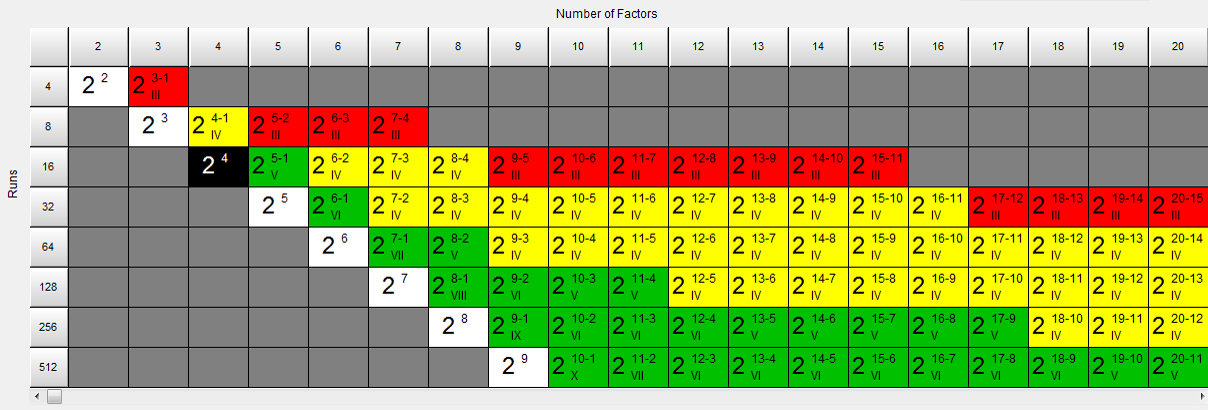 Number of Factors
2 3 4 5 6 7 8 9 10 11 12 13 14 15 16 17 18 19 20
Runs
4 2 2 2 3-1 III
8 2 3 2 4-1 IV 2 5-2 III 2 6-3 III 2 7-4 III
16 2 4 2 5-1 V 2 6-2 IV 2 7-3 IV 2 8-4 IV 2 9-5 III 2 10-6 III 2 11-7 III 2 12-8 III 2 13-9 III 2 14-10 III 2 15-11 III
32 2 5 2 6-1 VI 2 7-2 IV 2 8-3 IV 2 9-4 IV 2 10-5 IV 2 11-6 IV 2 12-7 IV 2 13-8 IV 2 14-9 IV 2 15-10 IV 2 16-11 IV 2 17-12 III 2 18-13 III 2 19-14 III 2 20-15 III
64 2 6 2 7-1 VII 2 8-2 V 2 9-3 IV 2 10-4 IV 2 11-5 IV 2 12-6 IV 2 13-7 IV 2 14-8 IV 2 15-9 IV 2 16-10 IV 2 17-11 IV 2 18-12 IV 2 19-13 IV 2 20-14 IV
128 2 7 2 8-1 VIII 2 9-2 VI 2 10-3 V 2 11-4 V 2 12-5 IV 2 13-6 IV 2 14-7 IV 2 15-8 IV 2 16-9 IV 2 17-10 IV 2 18-11 IV 2 19-12 IV 2 20-13 IV
256 2 8 2 9-1 IX 2 10-2 VI 2 11-3 VI 2 12-4 VI 2 13-5 V 2 14-6 V 2 15-7 V 2 16-8 V 2 17-9 V 2 18-10 IV 2 19-11 IV 2 20-12 IV
512 2 9 2 10-1 X 2 11-2 VII 2 12-3 VI 2 13-4 VI 2 14-5 VI 2 15-6 VI 2 16-7 VI 2 17-8 VI 2 18-9 VI 2 19-10 V 2 20-11 V